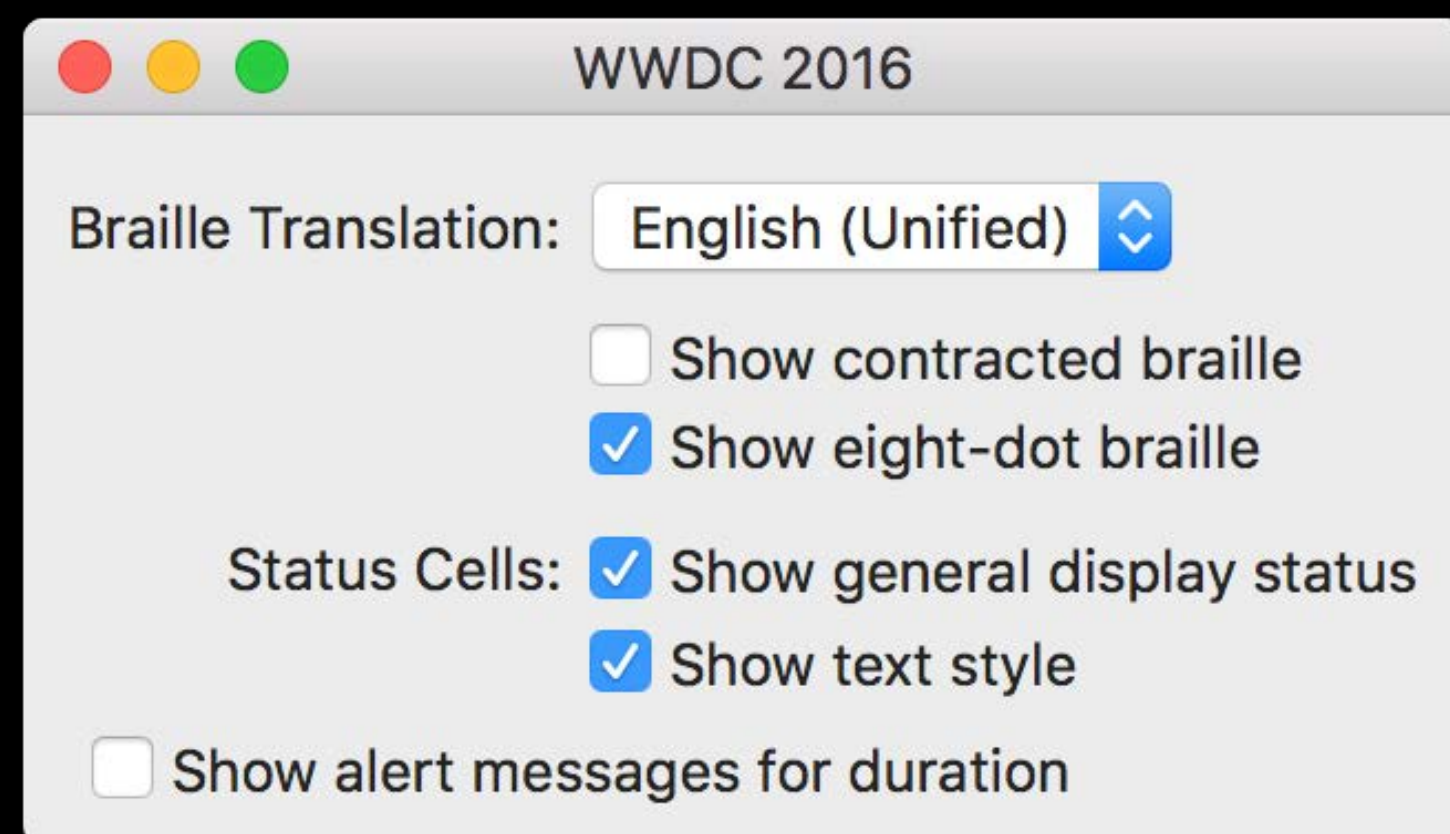 WWDC 2016
Braille Translation: English (Unified)
Show contracted braille
Show eight-dot braille
Status Cells: Show general display status
Show text style
Show alert messages for duration